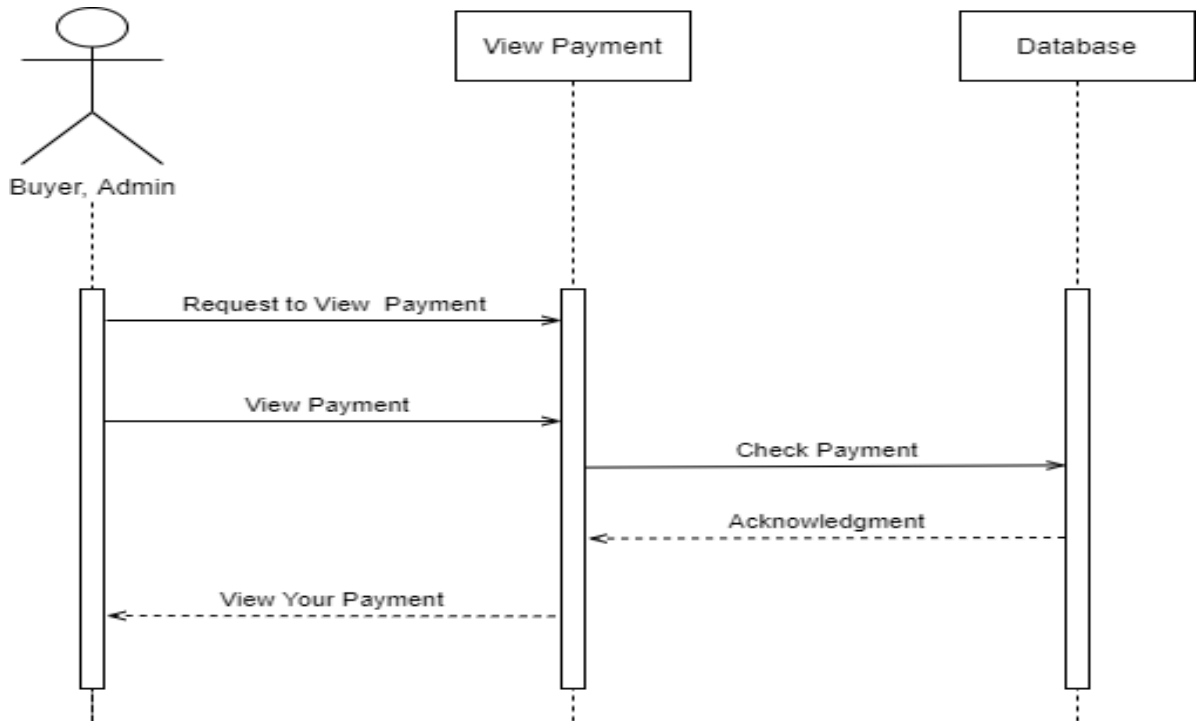 View Payment
Database
Buyer, Admin
Request to View Payment
View Payment
Check Payment
Acknowledgment
View Your Payment